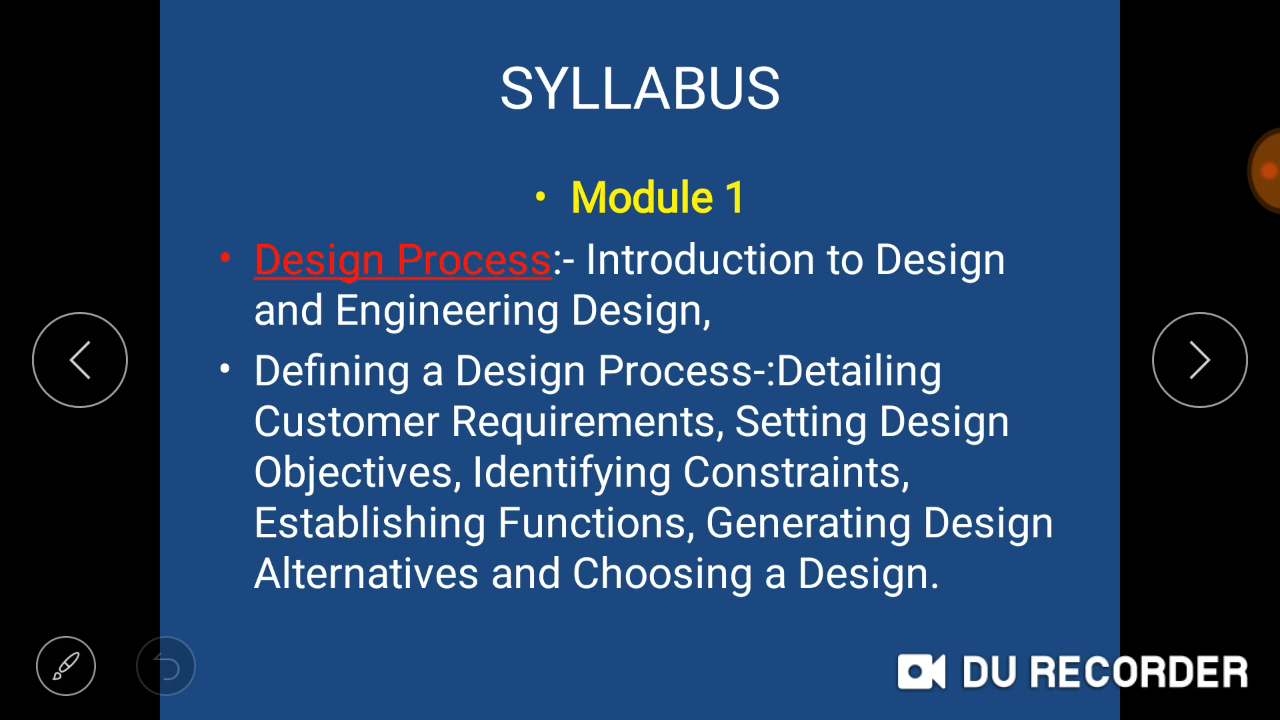 SYLLABUS
• Module 1
• Design Process:- Introduction to Design
and Engineering Design,
• Defining a Design Process-:Detailing
Customer Requirements, Setting Design
Objectives, Identifying Constraints,
Establishing Functions, Generating Design
Alternatives and Choosing a Design.
DU RECORDER